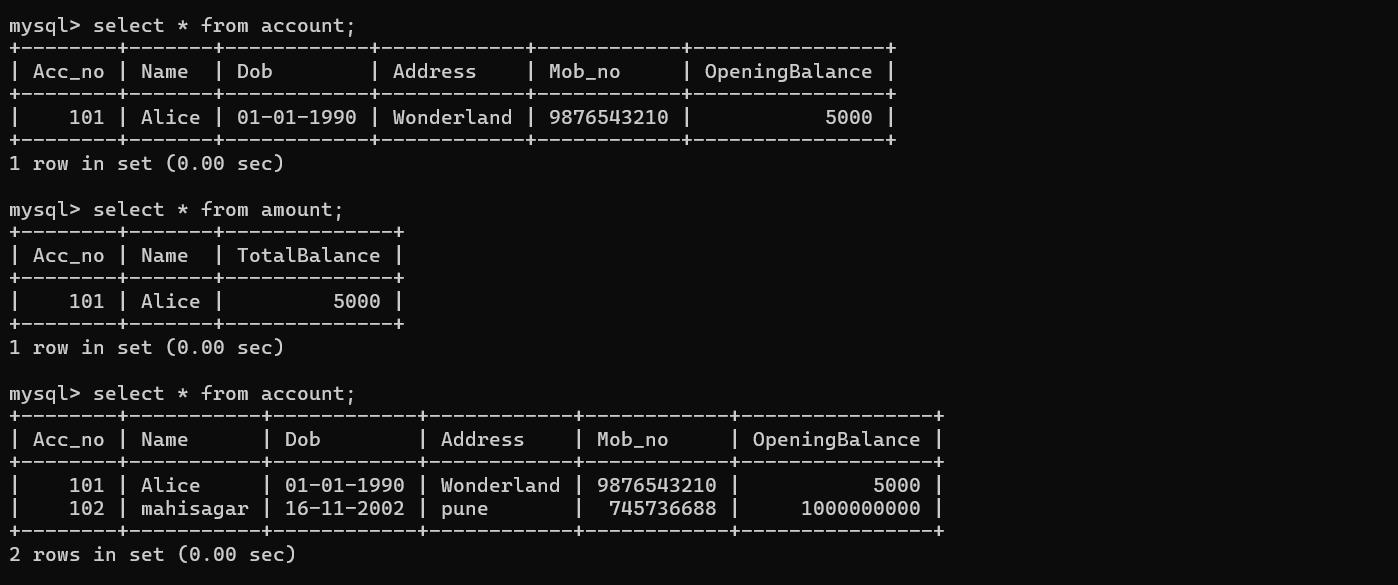 mysql> select * from account;
+--------+-------+------------+------------+------------+----------------+
| Acc_no | Name  | Dob        | Address    | Mob_no     | OpeningBalance |
+--------+-------+------------+------------+------------+----------------+
|    101 | Alice | 01-01-1990 | Wonderland | 9876543210 |           5000 |
+--------+-------+------------+------------+------------+----------------+
1 row in set (0.00 sec)

mysql> select * from amount;
+--------+-------+--------------+
| Acc_no | Name  | TotalBalance |
+--------+-------+--------------+
|    101 | Alice |         5000 |
+--------+-------+--------------+
1 row in set (0.00 sec)

mysql> select * from account;
+--------+-----------+------------+------------+------------+----------------+
| Acc_no | Name      | Dob        | Address    | Mob_no     | OpeningBalance |
+--------+-----------+------------+------------+------------+----------------+
|    101 | Alice     | 01-01-1990 | Wonderland | 9876543210 |           5000 |
|    102 | mahisagar | 16-11-2002 | pune       |  745736688 |     1000000000 |
+--------+-----------+------------+------------+------------+----------------+
2 rows in set (0.00 sec)